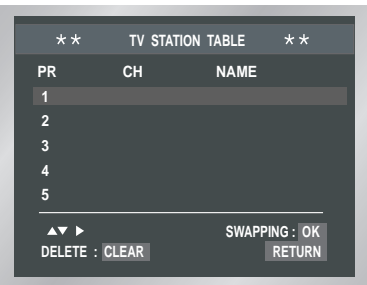 ** TV STATION TABLE **
PR CH NAME
1
2
3
4
5
▲▼ ▶ SWAPPING : OK
DELETE : CLEAR RETURN